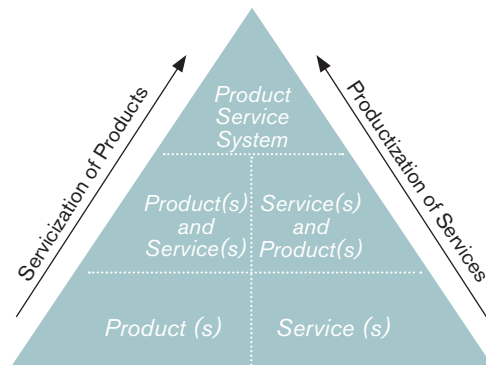 Servicization of Products
Productization of Services
Product
Service
System
Product(s)
and
Service(s)
Service(s)
and
Product(s)
Product (s)
Service (s)